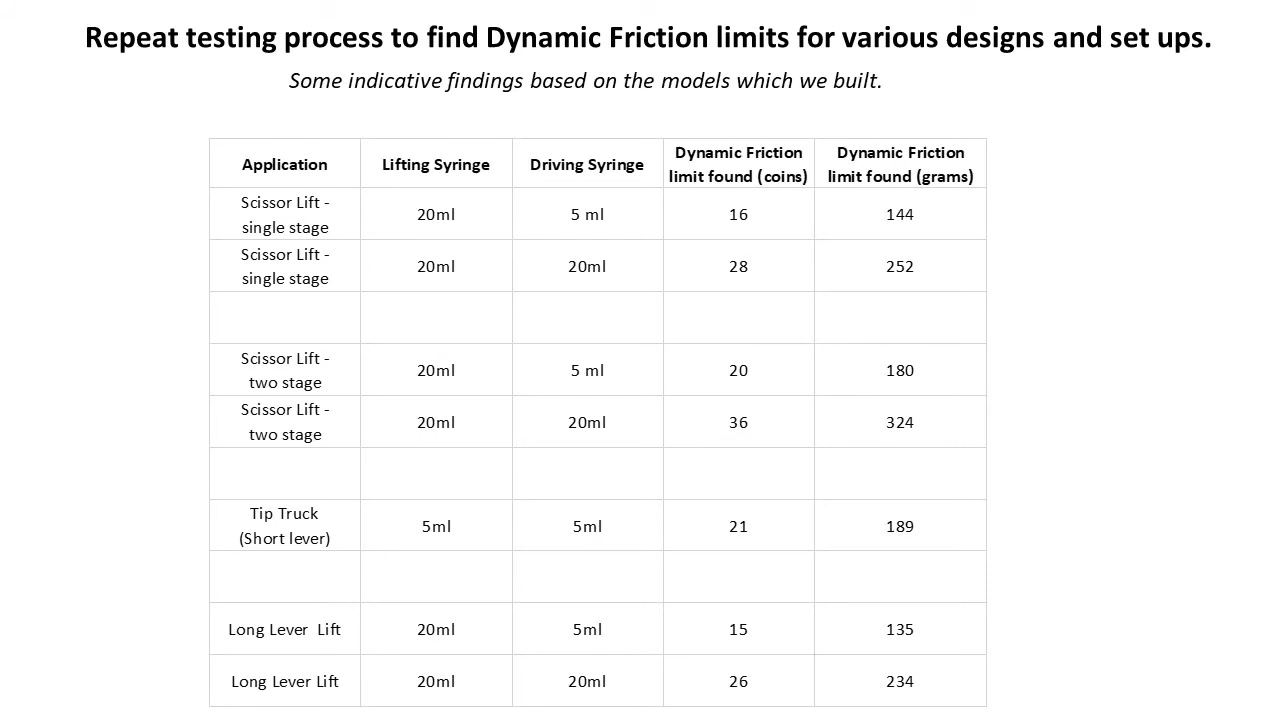 Repeat testing process to find Dynamic Friction limits for various designs and set ups.
Some indicative findings based on the models which we built.
Application Lifting Syringe Driving Syringe Dynamic Friction limit found (coins) Dynamic Friction limit found (grams)
Scissor Lift - single stage 20ml 5 ml 16 144
Scissor Lift - single stage 20ml 20ml 28 252
Scissor Lift - two stage 20ml 5 ml 20 180
Scissor Lift - two stage 20ml 20ml 36 324
Tip Truck (Short lever) 5ml 5ml 21 189
Long Lever Lift 20ml 5ml 15 135
Long Lever Lift 20ml 20ml 26 234